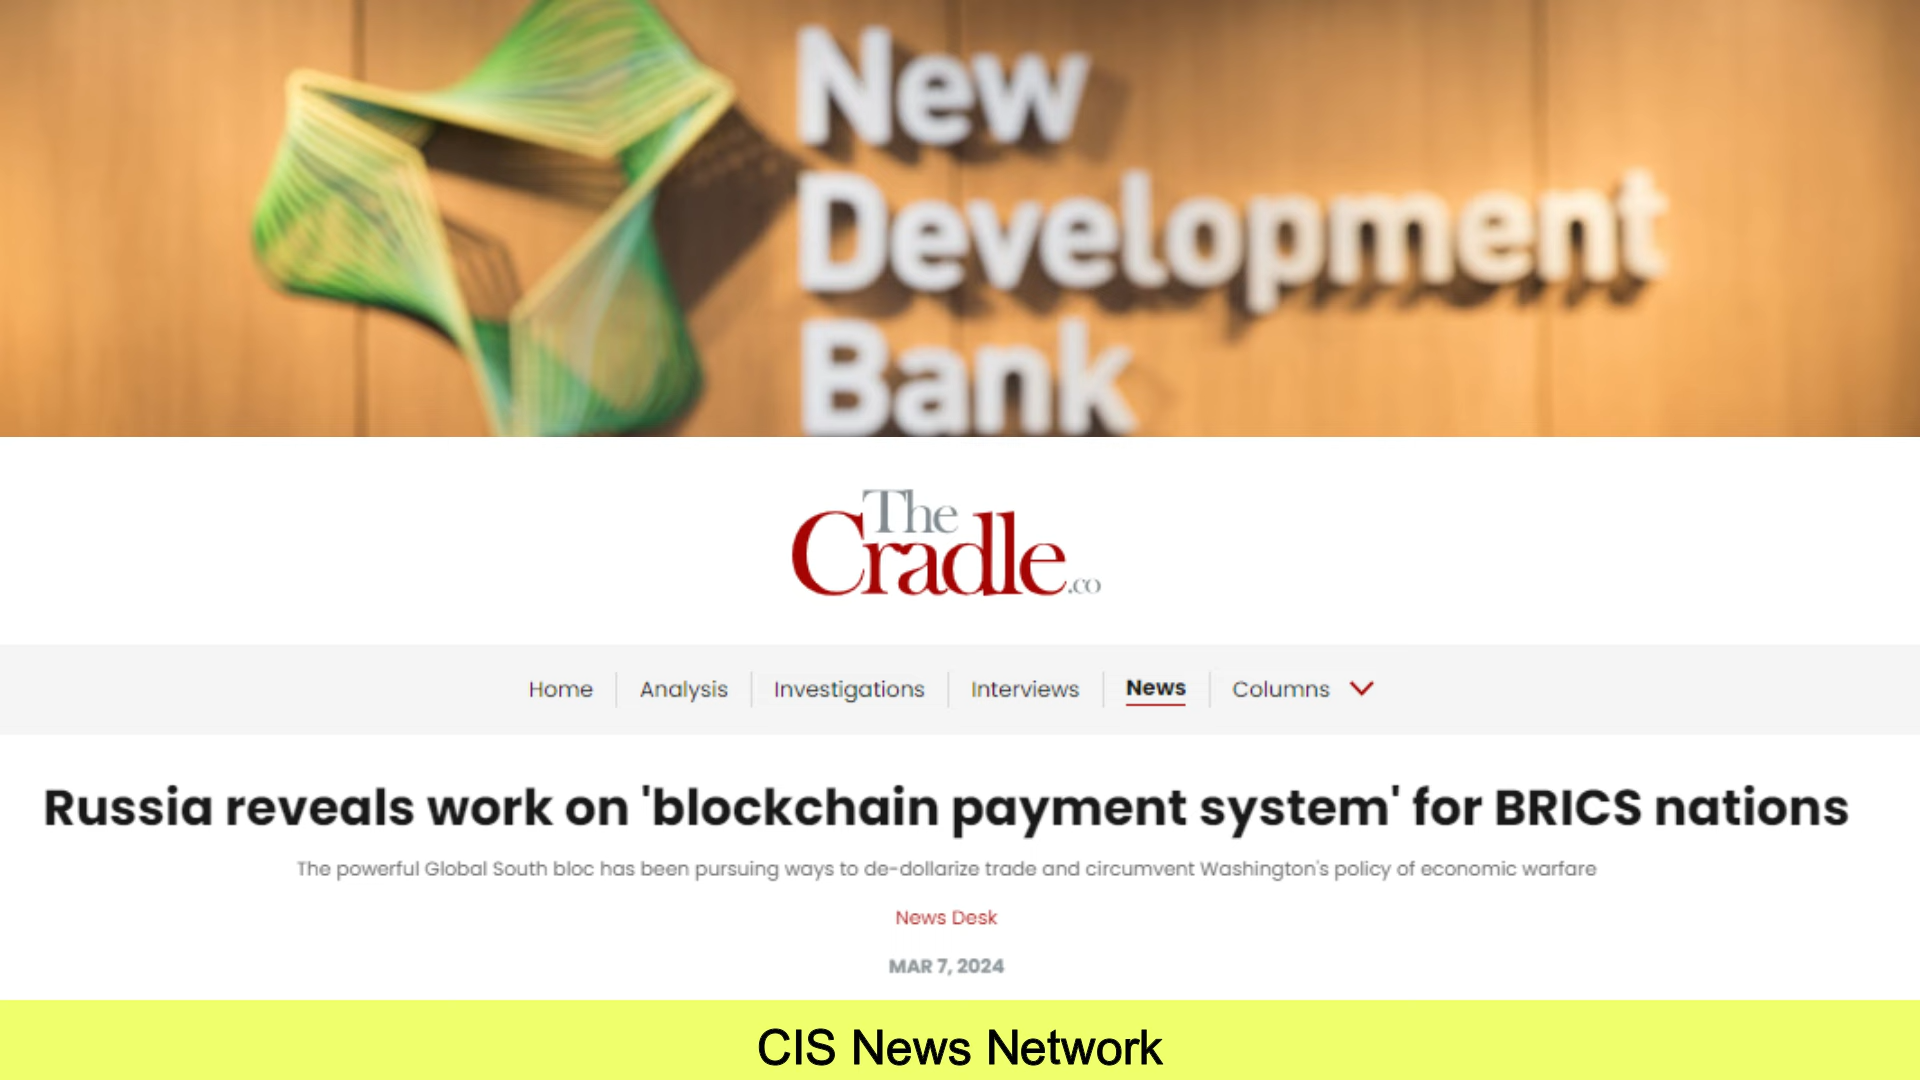 New
Development
Bank
The
Cradle.co
Home
Analysis
Investigations
Interviews
News
Columns
Russia reveals work on 'blockchain payment system' for BRICS nations
The powerful Global South bloc has been pursuing ways to de-dollarize trade and circumvent Washington's policy of economic warfare
News Desk
MAR 7, 2024
CIS News Network